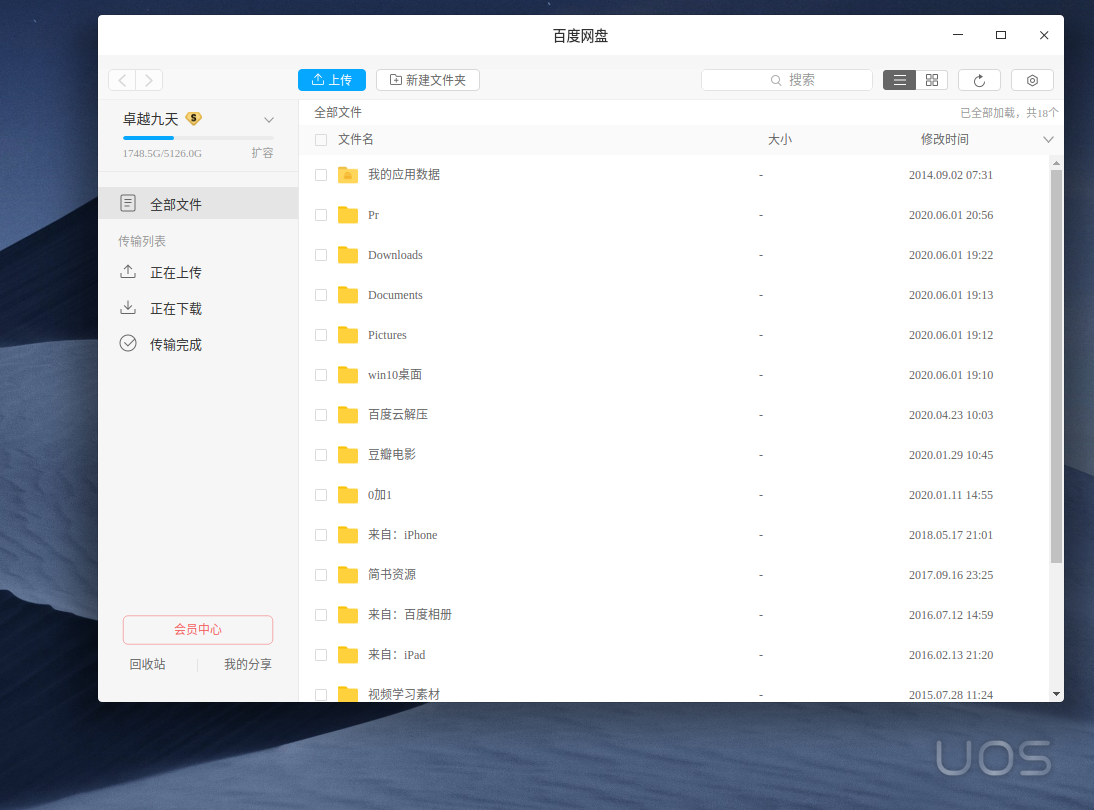 百度网盘
上传
新建文件夹
搜索
卓越九天
1748.5G/5126.0G 扩容
全部文件
传输列表
正在上传
正在下载
传输完成
会员中心
回收站 我的分享
全部文件 已全部加载，共18个
文件名 大小 修改时间
我的应用数据 - 2014.09.02 07:31
Pr - 2020.06.01 20:56
Downloads - 2020.06.01 19:22
Documents - 2020.06.01 19:13
Pictures - 2020.06.01 19:12
win10桌面 - 2020.06.01 19:10
百度云解压 - 2020.04.23 10:03
豆瓣电影 - 2020.01.29 10:45
0加1 - 2020.01.11 14:55
来自：iPhone - 2018.05.17 21:01
简书资源 - 2017.09.16 23:25
来自：百度相册 - 2016.07.12 14:59
来自：iPad - 2016.02.13 21:20
视频学习素材 - 2015.07.28 11:24
UOS